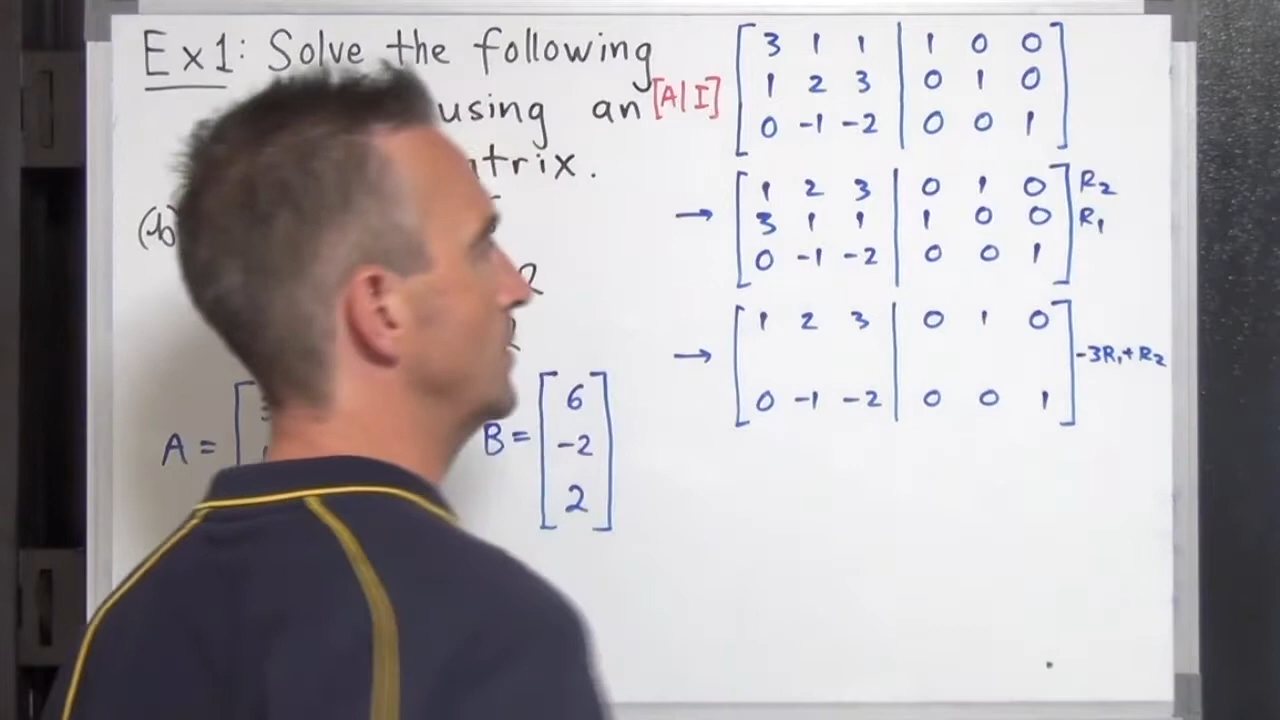 Ex1: Solve the following
using an
trix.
(b)
2
A = [
B = [
6
-2
2
]
[A|I] [ 3 1 1 | 1 0 0 ]
[ 1 2 3 | 0 1 0 ]
[ 0 -1 -2 | 0 0 1 ]
→ [ 1 2 3 | 0 1 0 ] R₂
[ 3 1 1 | 1 0 0 ] R₁
[ 0 -1 -2 | 0 0 1 ]
→ [ 1 2 3 | 0 1 0 ]
-3R₁+R₂
[ 0 -1 -2 | 0 0 1 ]